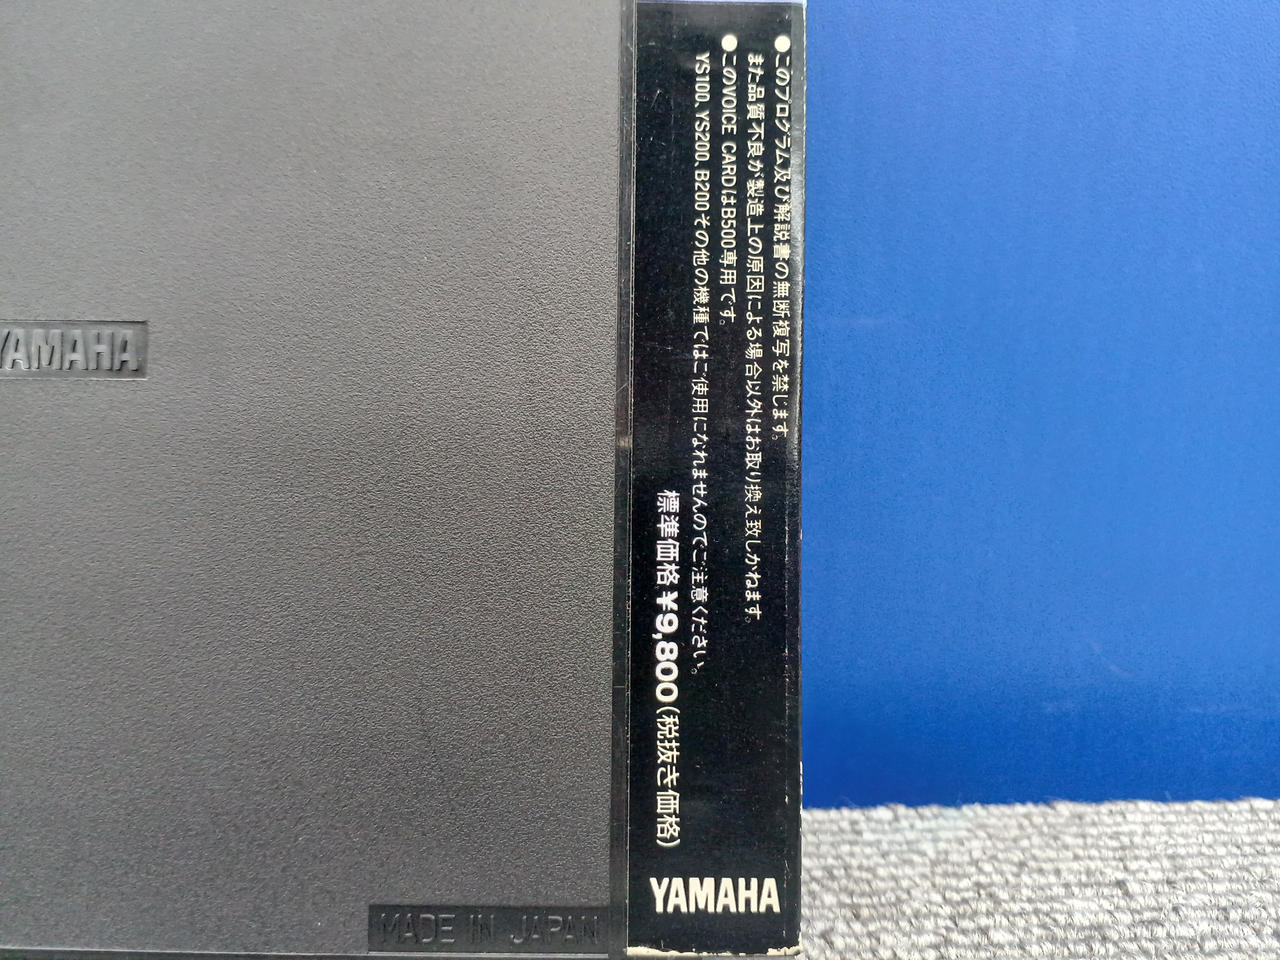 ●このプログラム及び解説書の無断複写を禁じます。
また品質不良が製造上の原因による場合以外はお取り換え致しかねます。
●このVOICE CARDはB500専用です。
YS100、YS200、B200その他の機種ではご使用になれませんのでご注意ください。
標準価格¥9,800(税抜き価格)
YAMAHA
YAMAHA
MADE IN JAPAN